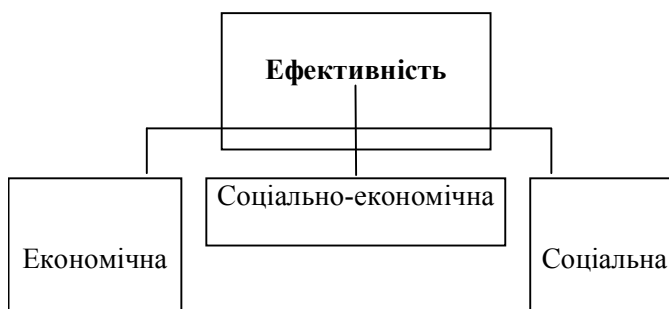 Ефективність
Соціально-економічна
Економічна
Соціальна